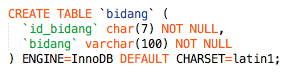 CREATE TABLE `bidang` (
  `id_bidang` char(7) NOT NULL,
  `bidang` varchar(100) NOT NULL
) ENGINE=InnoDB DEFAULT CHARSET=latin1;